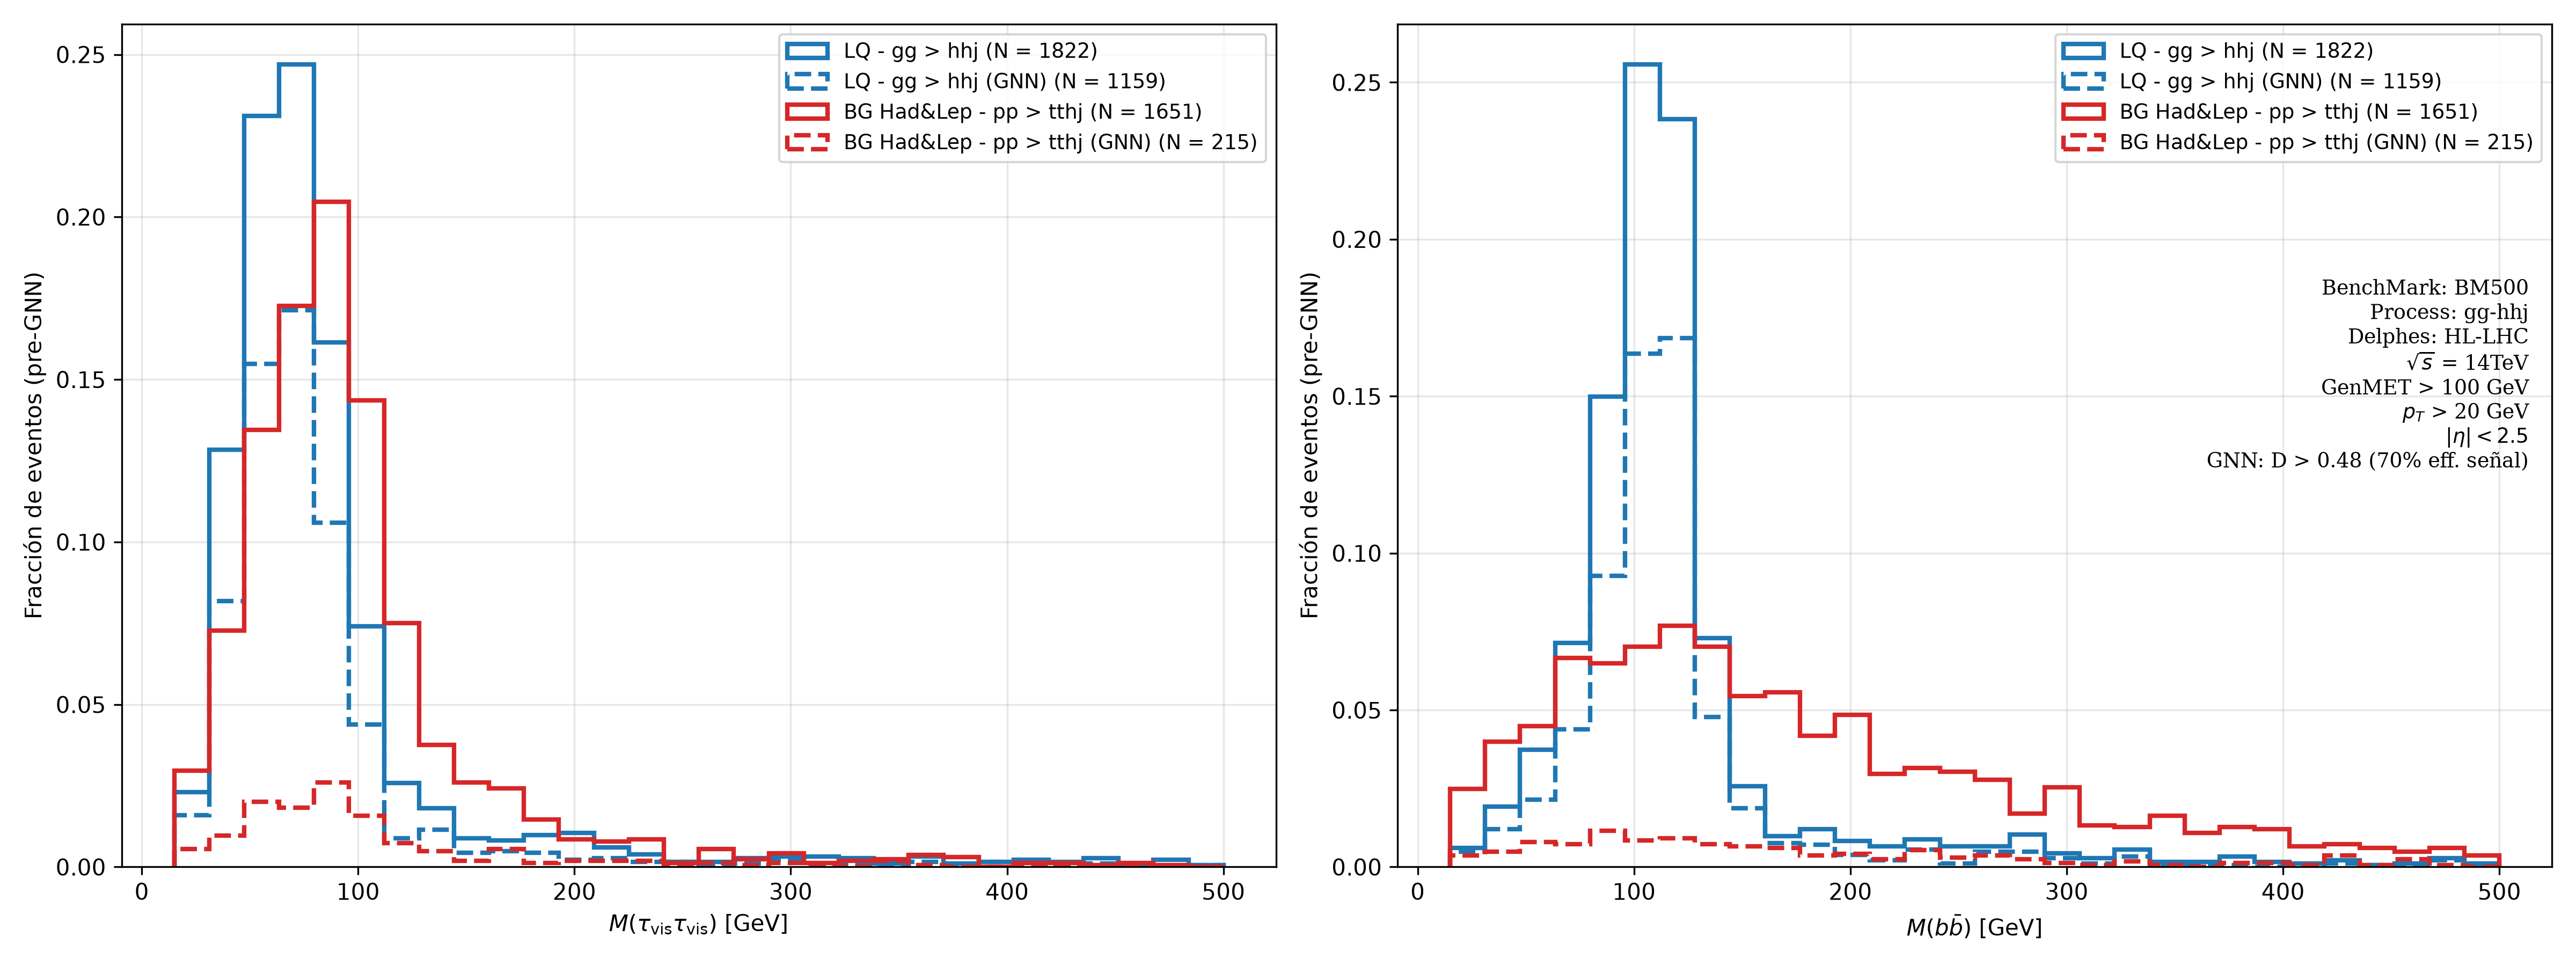 LQ - gg > hhj (N = 1822)
LQ - gg > hhj (GNN) (N = 1159)
BG Had&Lep - pp > tthj (N = 1651)
BG Had&Lep - pp > tthj (GNN) (N = 215)
Fracción de eventos (pre-GNN)
0.25
0.20
0.15
0.10
0.05
0.00
0 100 200 300 400 500
M(τvisτvis) [GeV]
LQ - gg > hhj (N = 1822)
LQ - gg > hhj (GNN) (N = 1159)
BG Had&Lep - pp > tthj (N = 1651)
BG Had&Lep - pp > tthj (GNN) (N = 215)
BenchMark: BM500
Process: gg-hhj
Delphes: HL-LHC
√s = 14TeV
GenMET > 100 GeV
pT > 20 GeV
|η| < 2.5
GNN: D > 0.48 (70% eff. señal)
Fracción de eventos (pre-GNN)
0.25
0.20
0.15
0.10
0.05
0.00
0 100 200 300 400 500
M(bb̄) [GeV]